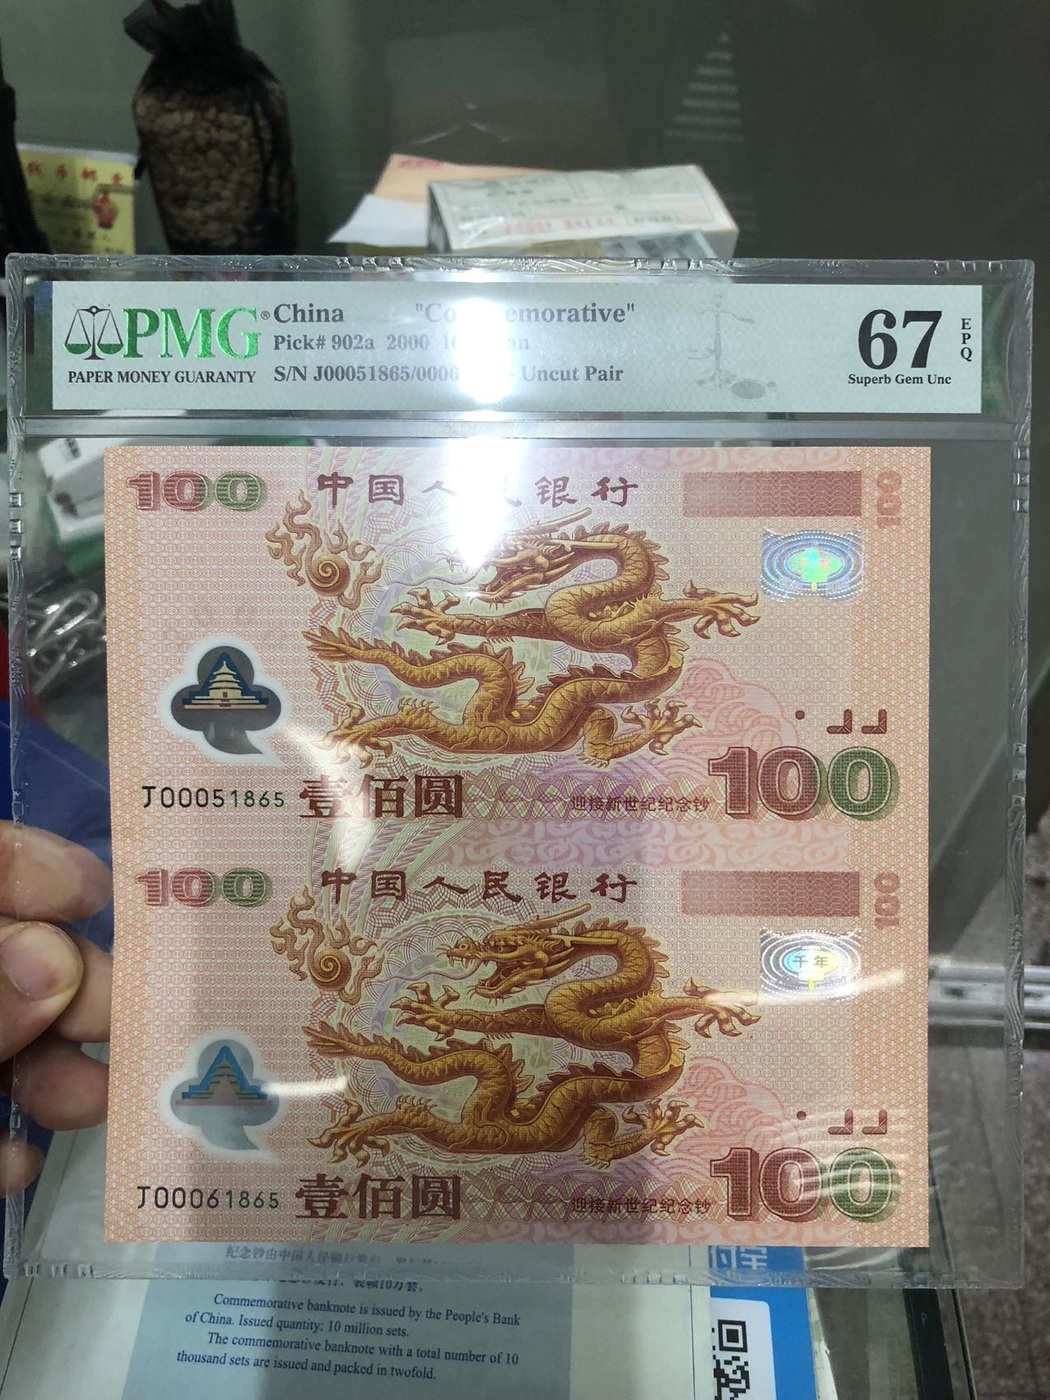 PMG®
PAPER MONEY GUARANTY
China
Pick# 902a 2000
S/N J00051865/0006 Uncut Pair
67
EPQ
Superb Gem Unc
100
中国人民银行
100
J00051865
壹佰圆
迎接新世纪纪念钞
100
100
中国人民银行
100
千年
J00061865
壹佰圆
迎接新世纪纪念钞
100
Commemorative banknote is issued by the People's Bank
of China. Issued quantity: 10 million sets.
The commemorative banknote with a total number of 10
thousand sets are issued and packed in twofold.